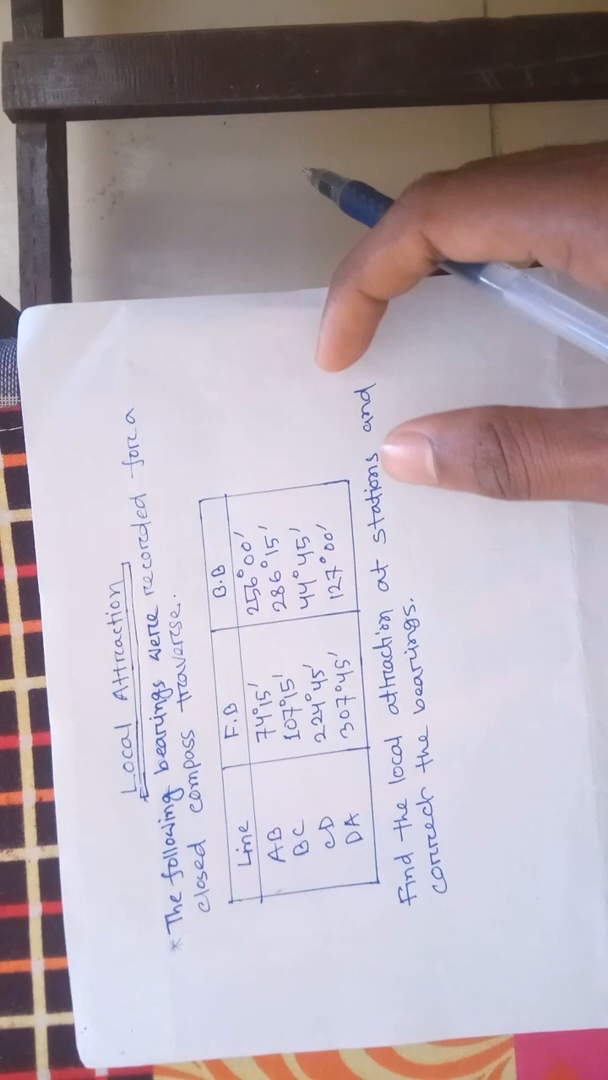 Local Attraction
* The following bearings were recorded for a
closed compass traverse.
Line F.B B.B
AB 74°15' 256°00'
BC 107°15' 286°15'
CD 224°45' 44°45'
DA 307°45' 127°00'
Find the local attraction at stations and
correct the bearings.